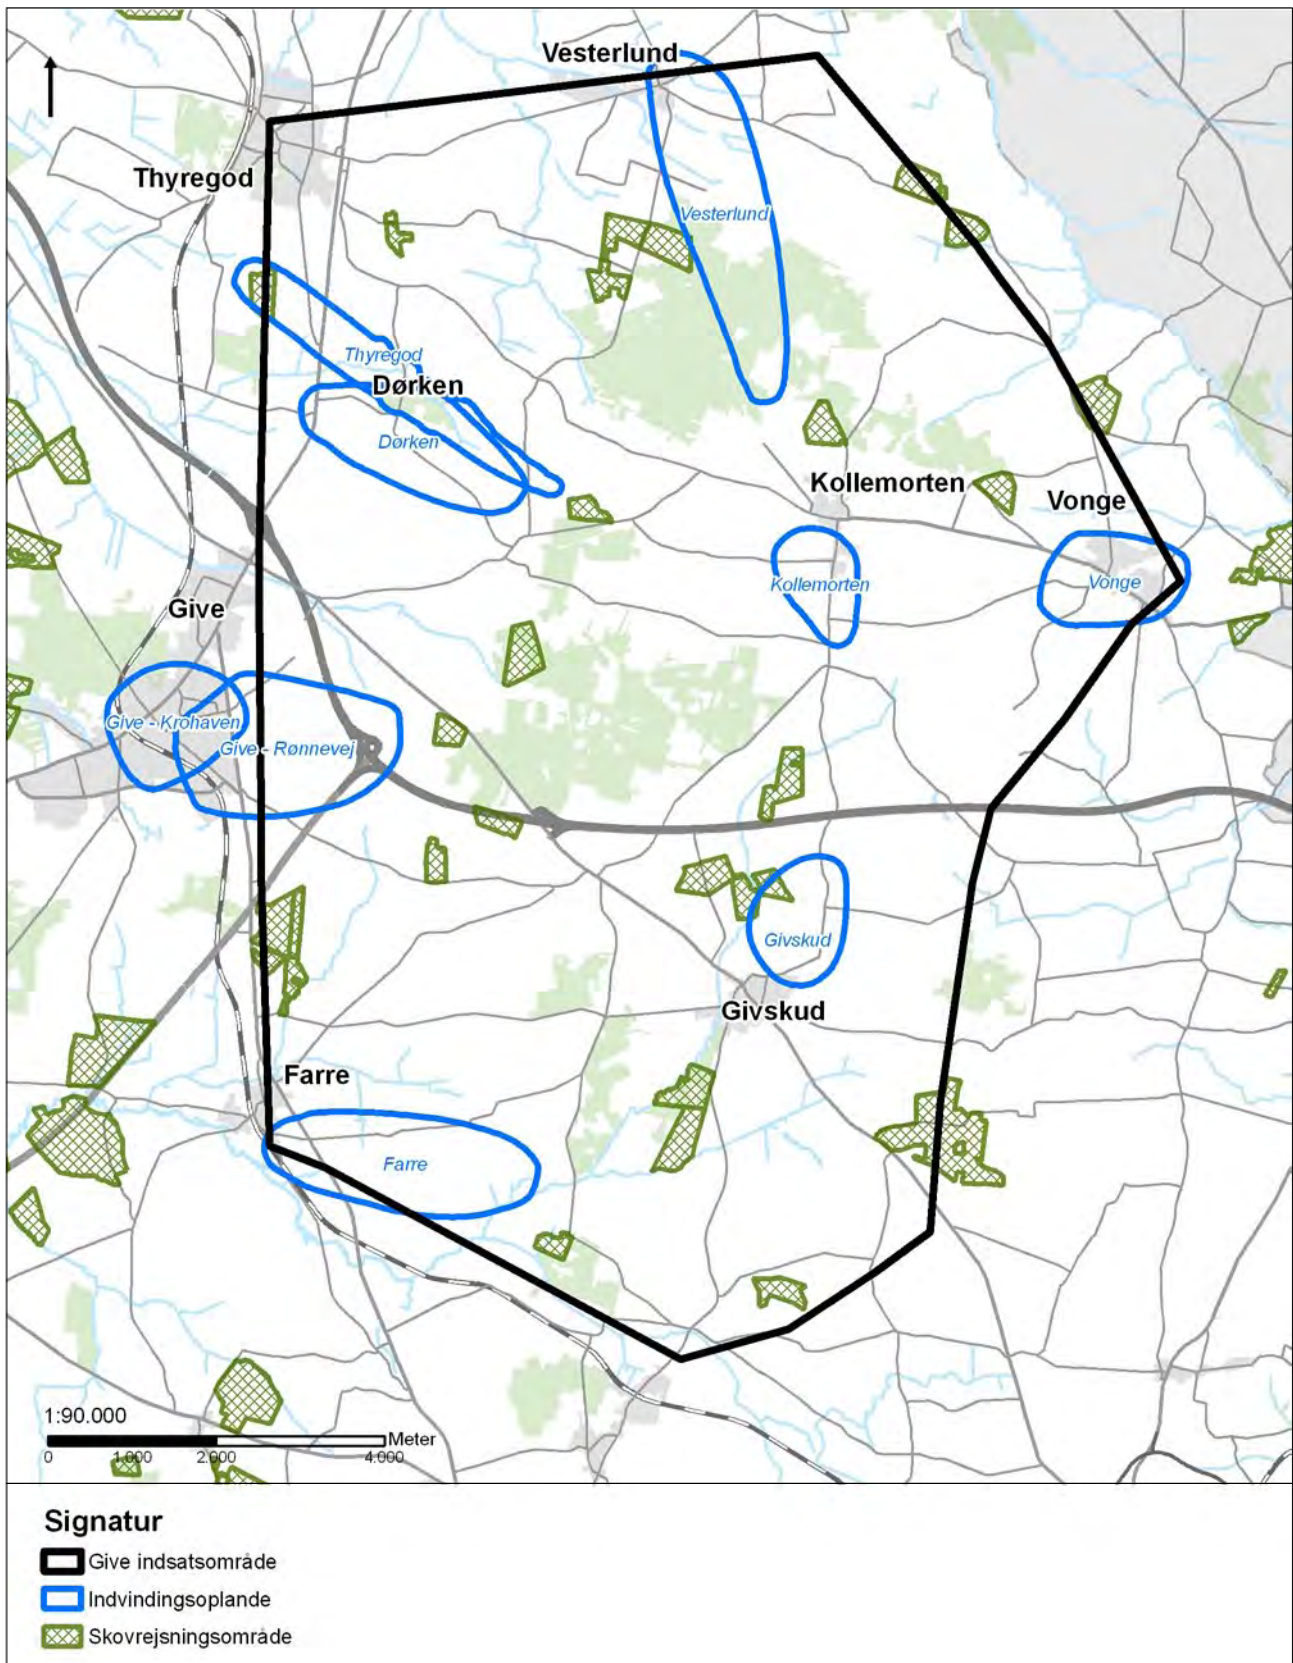 Vesterlund
Thyregod
Vesterlund
Thyregod
Dørken
Dørken
Kollemorten
Vonge
Kollemorten
Vonge
Give
Give - Krohaven
Give - Rønnevej
Givskud
Givskud
Farre
Farre
1:90.000
Meter
0 1.000 2.000 4.000
Signatur
Give indsatsområde
Indvindingsoplande
Skovrejsningsområde